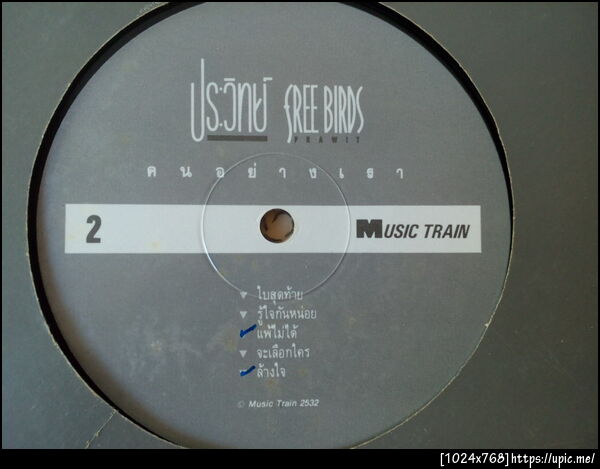 ประวิทย์ FREE BIRDS
PRAWIT
คนอย่างเรา
2 MUSIC TRAIN
ใบสุดท้าย
รู้ใจกันหน่อย
แพ้ไม่ได้
จะเลือกใคร
ล้างใจ
© Music Train 2532
[1024x768]https://upic.me/